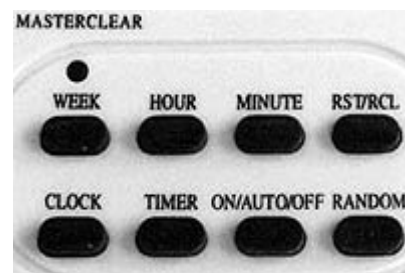 MASTERCLEAR
WEEK HOUR MINUTE RST/RCL
CLOCK TIMER ON/AUTO/OFF RANDOM